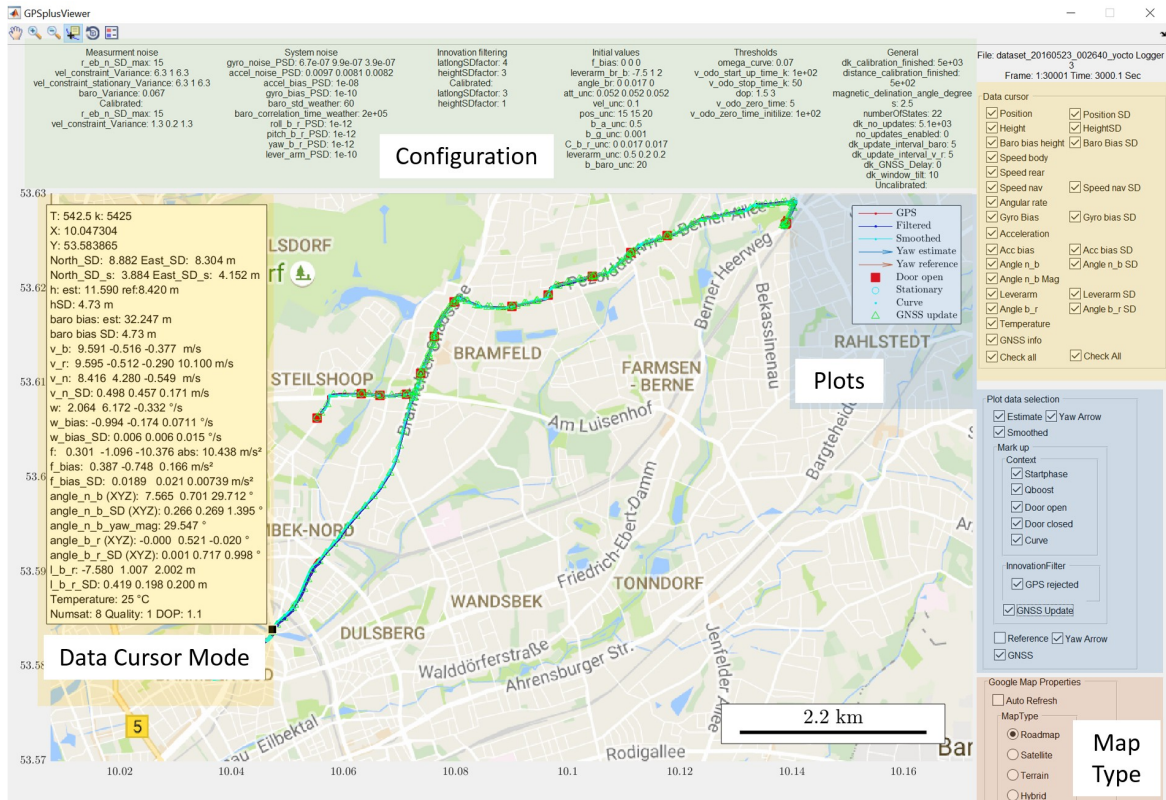 GPSplusViewer
Measurment noise
r_eb_n_SD_max: 15
vel_constraint_Variance: 6.3 1 6.3
vel_constraint_stationary_Variance: 6.3 1 6.3
baro_Variance: 0.067
Calibrated:
r_eb_n_SD_max: 15
vel_constraint_Variance: 1.3 0.2 1.3
System noise
gyro_noise_PSD: 6.7e-07 9.9e-07 3.9e-07
accel_noise_PSD: 0.0097 0.0081 0.0082
accel_bias_PSD: 1e-08
gyro_bias_PSD: 1e-10
baro_std_weather: 60
baro_correlation_time_weather: 2e+05
roll_b_r_PSD: 1e-12
pitch_b_r_PSD: 1e-12
yaw_b_r_PSD: 1e-12
lever_arm_PSD: 1e-10
Innovation filtering
latlongSDfactor: 4
heightSDfactor: 3
Calibrated:
latlongSDfactor: 3
heightSDfactor: 1
Initial values
f_bias: 0 0 0
leverarm_br_b: -7.5 1 2
angle_br: 0 0.017 0
att_unc: 0.052 0.052 0.052
vel_unc: 0.1
pos_unc: 15 15 20
b_a_unc: 0.5
b_g_unc: 0.001
C_b_r_unc: 0 0.017 0.017
leverarm_unc: 0.5 0.2 0.2
b_baro_unc: 20
Thresholds
omega_curve: 0.07
v_odo_start_up_time_k: 1e+02
v_odo_stop_time_k: 50
dop: 1.5 3
v_odo_zero_time: 5
v_odo_zero_time_initilize: 1e+02
General
dk_calibration_finished: 5e+03
distance_calibration_finished:
5e+02
magnetic_delination_angle_degree
s: 2.5
numberOfStates: 22
dk_no_updates: 5.1e+03
no_updates_enabled: 0
dk_update_interval_baro: 5
dk_update_interval_v_r: 5
dk_GNSS_Delay: 0
dk_window_tilt: 10
Uncalibrated:
Configuration
File: dataset_20160523_002640_yocto Logger
3
Frame: 1:30001 Time: 3000.1 Sec
Data cursor
Position Position SD
Height HeightSD
Baro bias height Baro Bias SD
Speed body
Speed rear
Speed nav Speed nav SD
Angular rate
Gyro Bias Gyro bias SD
Acceleration
Acc bias Acc bias SD
Angle n_b Angle n_b SD
Angle n_b Mag
Leverarm Leverarm SD
Angle b_r Angle b_r SD
Temperature
GNSS info
Check all Check All
Plot data selection
Estimate Yaw Arrow
Smoothed
Mark up
Context
Startphase
Qboost
Door open
Door closed
Curve
InnovationFilter
GPS rejected
GNSS Update
Reference Yaw Arrow
GNSS
Google Map Properties
Auto Refresh
MapType
Roadmap
Satellite
Terrain
Hybrid
Map
Type
T: 542.5 k: 5425
X: 10.047304
Y: 53.583865
North_SD: 8.882 East_SD: 8.304 m
North_SD_s: 3.884 East_SD_s: 4.152 m
h: est: 11.590 ref:8.420 m
hSD: 4.73 m
baro bias: est: 32.247 m
baro bias SD: 4.73 m
v_b: 9.591 -0.516 -0.377 m/s
v_r: 9.595 -0.512 -0.290 10.100 m/s
v_n: 8.416 4.280 -0.549 m/s
v_n_SD: 0.498 0.457 0.171 m/s
w: 2.064 6.172 -0.332 °/s
w_bias: -0.994 -0.174 0.0711 °/s
w_bias_SD: 0.006 0.006 0.015 °/s
f: 0.301 -1.096 -10.376 abs: 10.438 m/s²
f_bias: 0.387 -0.748 0.166 m/s²
f_bias_SD: 0.0189 0.021 0.00739 m/s²
angle_n_b (XYZ): 7.565 0.701 29.712 °
angle_n_b_SD (XYZ): 0.266 0.269 1.395 °
angle_n_b_yaw_mag: 29.547 °
angle_b_r (XYZ): -0.000 0.521 -0.020 °
angle_b_r_SD (XYZ): 0.001 0.717 0.998 °
l_b_r: -7.580 1.007 2.002 m
l_b_r_SD: 0.419 0.198 0.200 m
Temperature: 25 °C
Numsat: 8 Quality: 1 DOP: 1.1
Data Cursor Mode
GPS
Filtered
Smoothed
Yaw estimate
Yaw reference
Door open
Stationary
Curve
GNSS update
Plots
LSDORF
rf
BRAMFELD
STEILSHOOP
FARMSEN
- BERNE
RAHLSTEDT
Berner Allee
Berner Heerweg
Bekassinenau
Am Luisenhof
Bargteheide
Friedrich-Ebert-Damm
MBEK-NORD
WANDSBEK
TONNDORF
DULSBERG
Walddörferstraße
Ahrensburger Str.
Jenfelder Allee
Eilbektal
Rodigallee
Bar
5
2.2 km
53.63
53.62
53.61
53.6
53.59
53.58
53.57
10.02
10.04
10.06
10.08
10.1
10.12
10.14
10.16